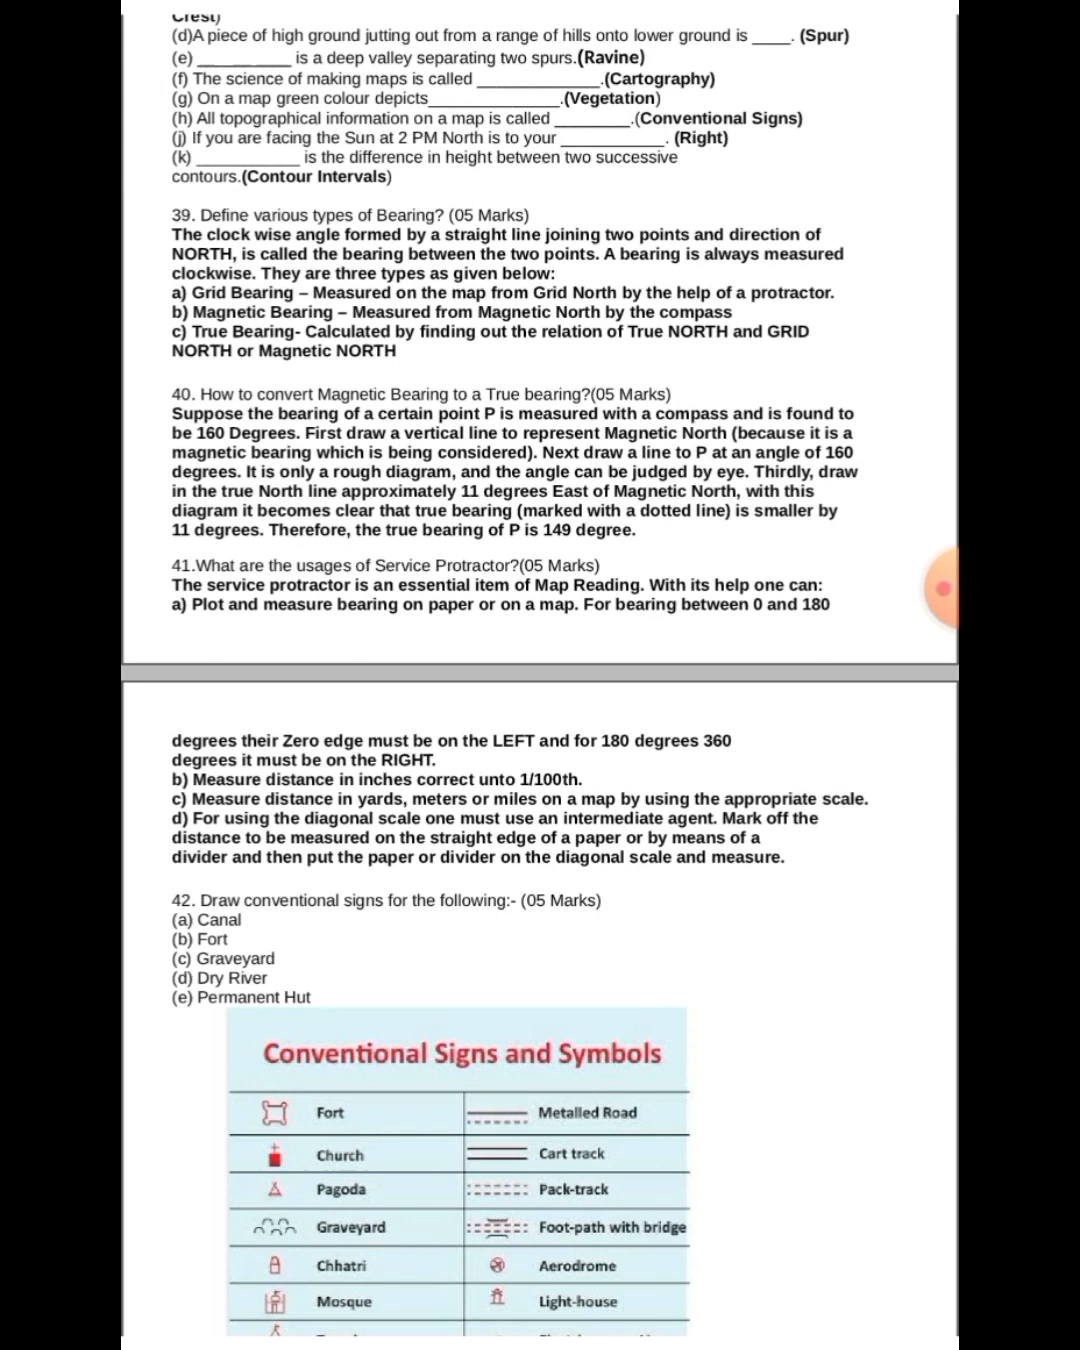 Crest)
(d)A piece of high ground jutting out from a range of hills onto lower ground is ____. (Spur)
(e) __________ is a deep valley separating two spurs.(Ravine)
(f) The science of making maps is called _____________.(Cartography)
(g) On a map green colour depicts______________.(Vegetation)
(h) All topographical information on a map is called ________.(Conventional Signs)
(j) If you are facing the Sun at 2 PM North is to your ___________. (Right)
(k) ___________ is the difference in height between two successive
contours.(Contour Intervals)
39. Define various types of Bearing? (05 Marks)
The clock wise angle formed by a straight line joining two points and direction of
NORTH, is called the bearing between the two points. A bearing is always measured
clockwise. They are three types as given below:
a) Grid Bearing – Measured on the map from Grid North by the help of a protractor.
b) Magnetic Bearing – Measured from Magnetic North by the compass
c) True Bearing- Calculated by finding out the relation of True NORTH and GRID
NORTH or Magnetic NORTH
40. How to convert Magnetic Bearing to a True bearing?(05 Marks)
Suppose the bearing of a certain point P is measured with a compass and is found to
be 160 Degrees. First draw a vertical line to represent Magnetic North (because it is a
magnetic bearing which is being considered). Next draw a line to P at an angle of 160
degrees. It is only a rough diagram, and the angle can be judged by eye. Thirdly, draw
in the true North line approximately 11 degrees East of Magnetic North, with this
diagram it becomes clear that true bearing (marked with a dotted line) is smaller by
11 degrees. Therefore, the true bearing of P is 149 degree.
41.What are the usages of Service Protractor?(05 Marks)
The service protractor is an essential item of Map Reading. With its help one can:
a) Plot and measure bearing on paper or on a map. For bearing between 0 and 180
degrees their Zero edge must be on the LEFT and for 180 degrees 360
degrees it must be on the RIGHT.
b) Measure distance in inches correct unto 1/100th.
c) Measure distance in yards, meters or miles on a map by using the appropriate scale.
d) For using the diagonal scale one must use an intermediate agent. Mark off the
distance to be measured on the straight edge of a paper or by means of a
divider and then put the paper or divider on the diagonal scale and measure.
42. Draw conventional signs for the following:- (05 Marks)
(a) Canal
(b) Fort
(c) Graveyard
(d) Dry River
(e) Permanent Hut
Conventional Signs and Symbols
Fort Metalled Road
Church Cart track
Pagoda Pack-track
Graveyard Foot-path with bridge
Chhatri Aerodrome
Mosque Light-house